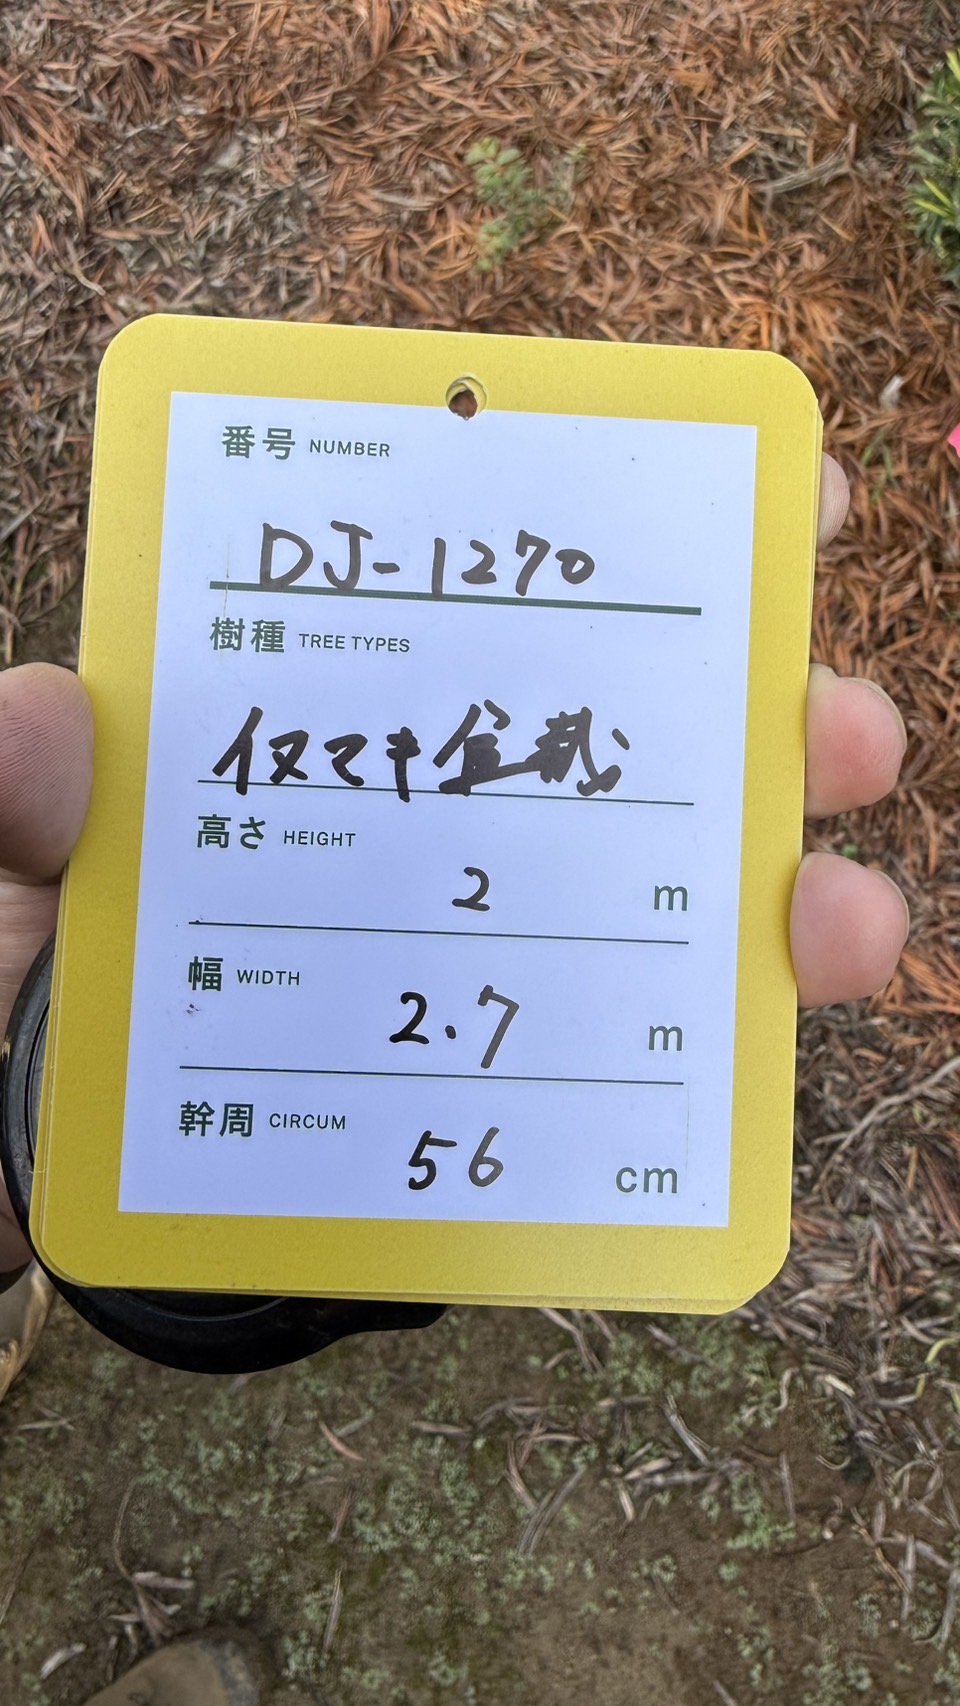 番号 NUMBER
DJ-1270
樹種 TREE TYPES
イヌマキ盆栽
高さ HEIGHT
2 m
幅 WIDTH
2.7 m
幹周 CIRCUM
56 cm